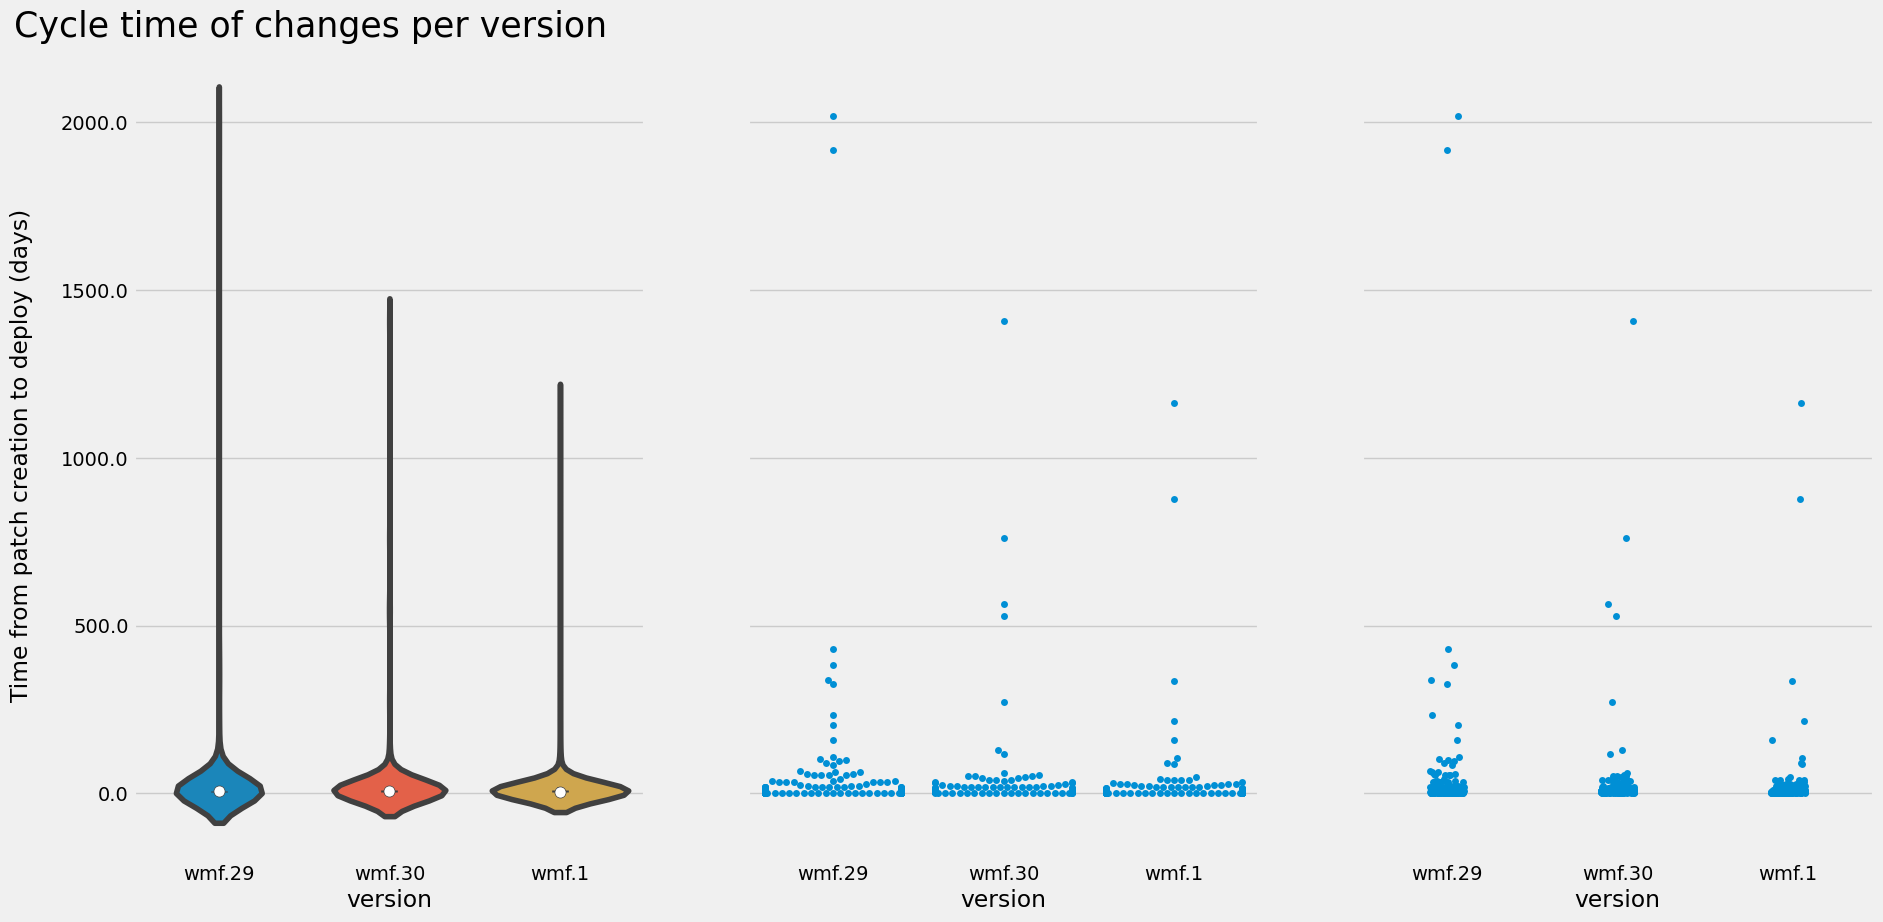 Cycle time of changes per version
Time from patch creation to deploy (days)
2000.0
1500.0
1000.0
500.0
0.0
wmf.29 wmf.30 wmf.1
version
wmf.29 wmf.30 wmf.1
version
wmf.29 wmf.30 wmf.1
version